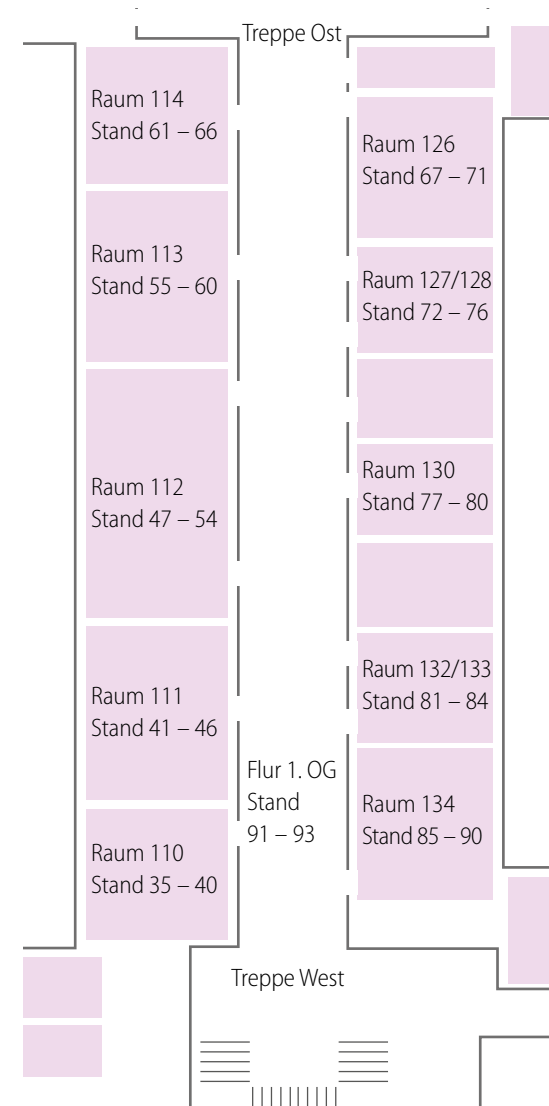 Treppe Ost
Raum 114
Stand 61 – 66
Raum 113
Stand 55 – 60
Raum 112
Stand 47 – 54
Raum 111
Stand 41 – 46
Raum 110
Stand 35 – 40
Flur 1. OG
Stand
91 – 93
Raum 126
Stand 67 – 71
Raum 127/128
Stand 72 – 76
Raum 130
Stand 77 – 80
Raum 132/133
Stand 81 – 84
Raum 134
Stand 85 – 90
Treppe West